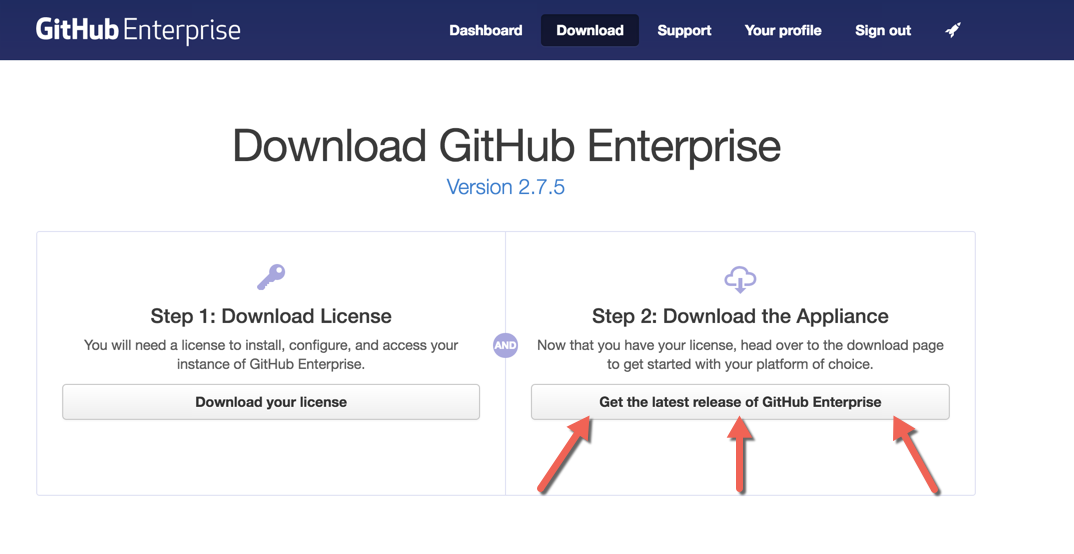 GitHub Enterprise
Dashboard
Download
Support
Your profile
Sign out
Download GitHub Enterprise
Version 2.7.5
Step 1: Download License
You will need a license to install, configure, and access your
instance of GitHub Enterprise.
Download your license
AND
Step 2: Download the Appliance
Now that you have your license, head over to the download page
to get started with your platform of choice.
Get the latest release of GitHub Enterprise